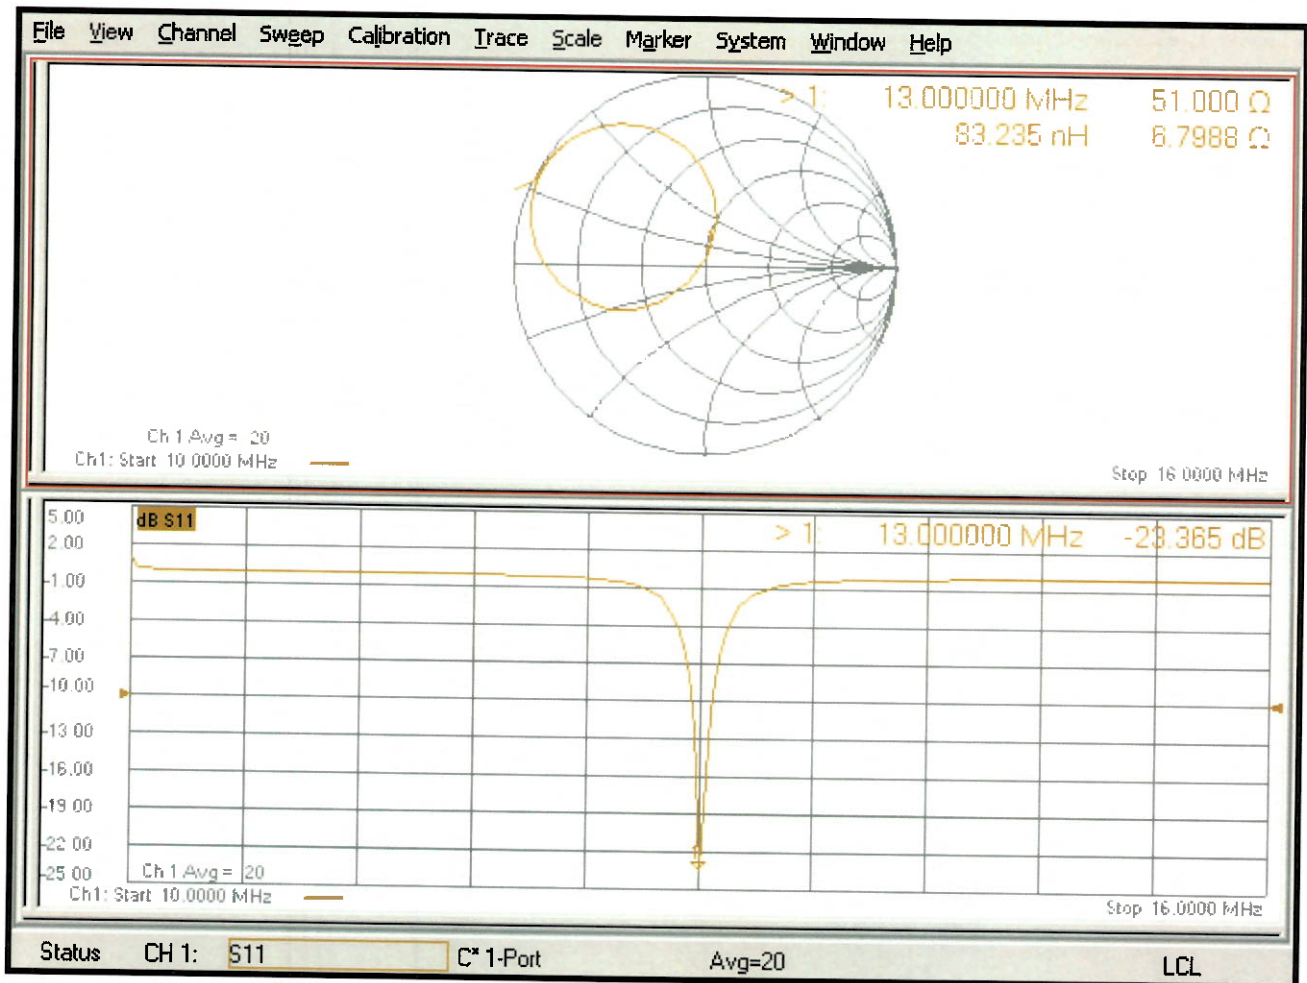 File View Channel Sweep Calibration Trace Scale Marker System Window Help
> 1: 13.000000 MHz 51.000 Ω
83.235 nH 6.7988 Ω
Ch 1 Avg = 20
Ch1: Start 10.0000 MHz
Stop 16.0000 MHz
5.00
dB S11
> 1: 13.000000 MHz -23.365 dB
2.00
-1.00
-4.00
-7.00
-10.00
-13.00
-16.00
-19.00
-22.00
-25.00
1
Ch 1 Avg = 20
Ch1: Start 10.0000 MHz
Stop 16.0000 MHz
Status CH 1: S11 C* 1-Port Avg=20 LCL